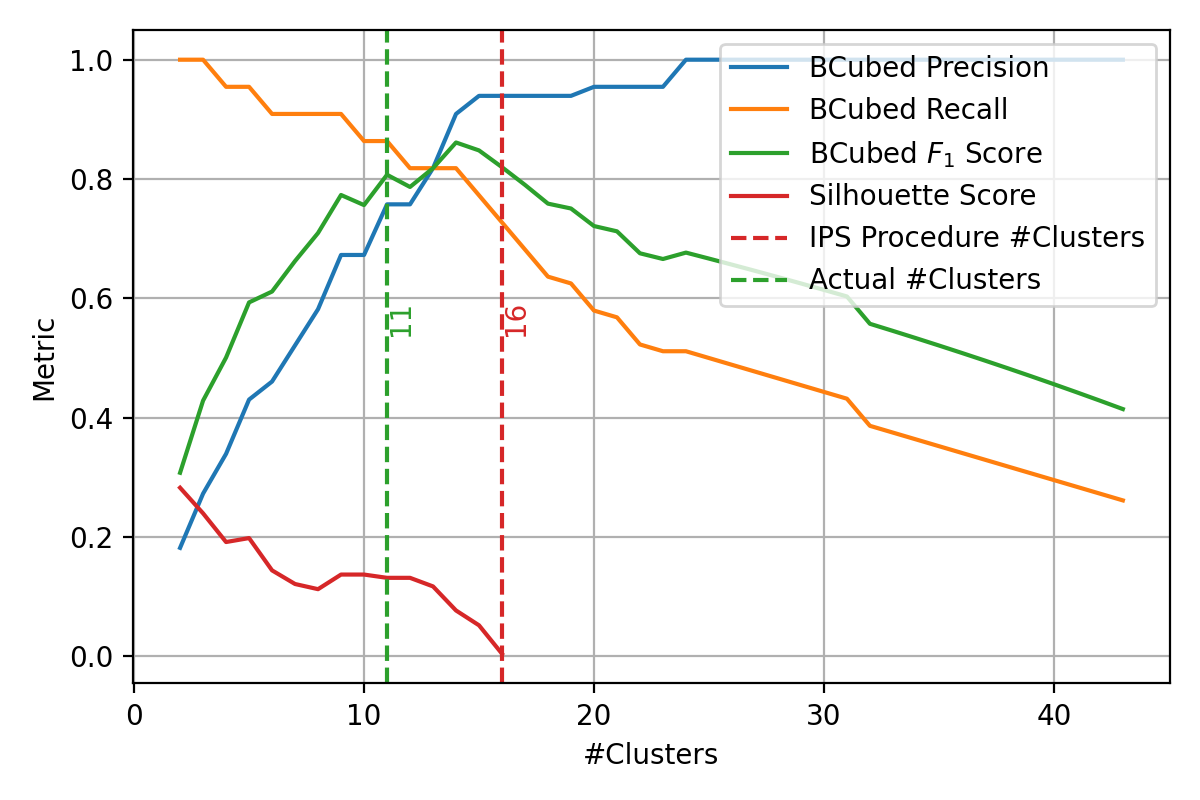 1.0
0.8
0.6
0.4
0.2
0.0
Metric
0
10
20
30
40
#Clusters
11
16
BCubed Precision
BCubed Recall
BCubed F₁ Score
Silhouette Score
IPS Procedure #Clusters
Actual #Clusters